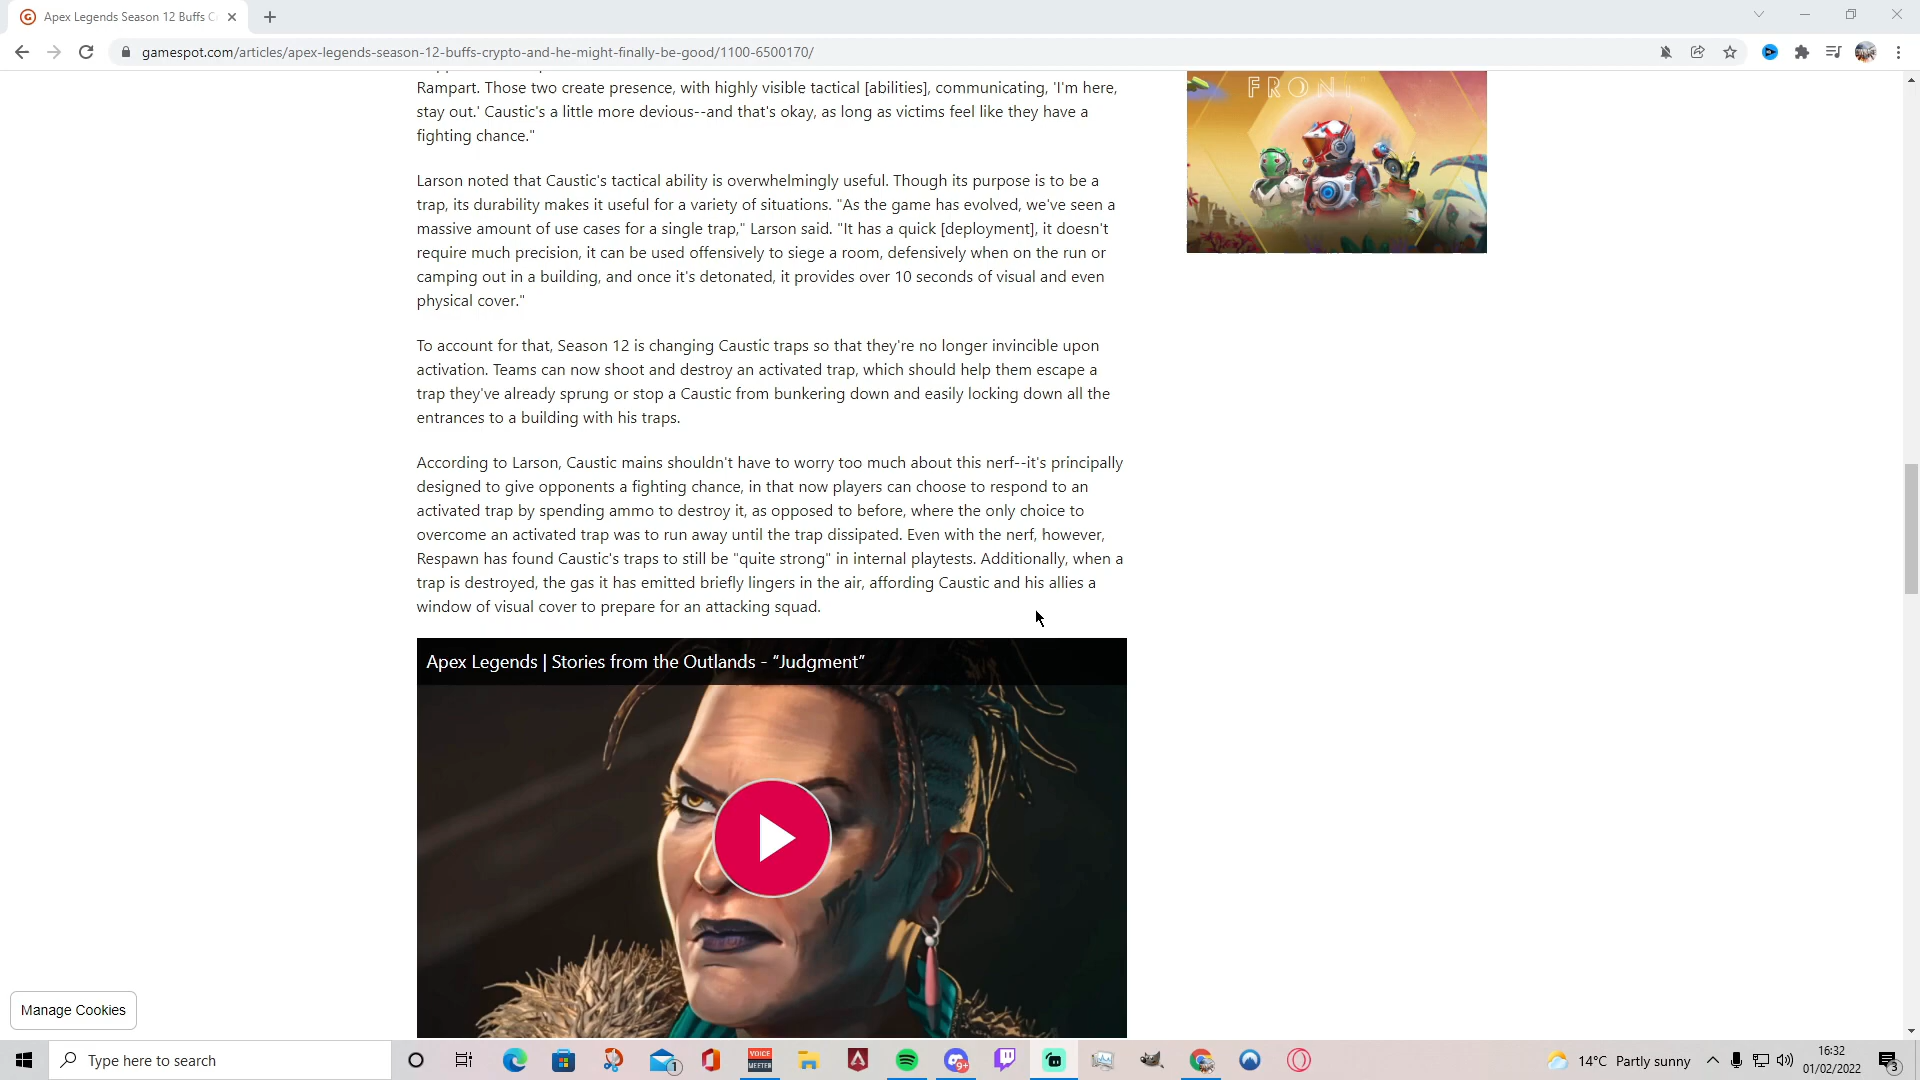 Apex Legends Season 12 Buffs C
gamespot.com/articles/apex-legends-season-12-buffs-crypto-and-he-might-finally-be-good/1100-6500170/
Rampart. Those two create presence, with highly visible tactical [abilities], communicating, 'I'm here,
stay out.' Caustic's a little more devious--and that's okay, as long as victims feel like they have a
fighting chance."
Larson noted that Caustic's tactical ability is overwhelmingly useful. Though its purpose is to be a
trap, its durability makes it useful for a variety of situations. "As the game has evolved, we've seen a
massive amount of use cases for a single trap," Larson said. "It has a quick [deployment], it doesn't
require much precision, it can be used offensively to siege a room, defensively when on the run or
camping out in a building, and once it's detonated, it provides over 10 seconds of visual and even
physical cover."
To account for that, Season 12 is changing Caustic traps so that they're no longer invincible upon
activation. Teams can now shoot and destroy an activated trap, which should help them escape a
trap they've already sprung or stop a Caustic from bunkering down and easily locking down all the
entrances to a building with his traps.
According to Larson, Caustic mains shouldn't have to worry too much about this nerf--it's principally
designed to give opponents a fighting chance, in that now players can choose to respond to an
activated trap by spending ammo to destroy it, as opposed to before, where the only choice to
overcome an activated trap was to run away until the trap dissipated. Even with the nerf, however,
Respawn has found Caustic's traps to still be "quite strong" in internal playtests. Additionally, when a
trap is destroyed, the gas it has emitted briefly lingers in the air, affording Caustic and his allies a
window of visual cover to prepare for an attacking squad.
Apex Legends | Stories from the Outlands - “Judgment”
Manage Cookies
Type here to search
1
VOICE
MEETER
9+
14°C Partly sunny
16:32
01/02/2022
3